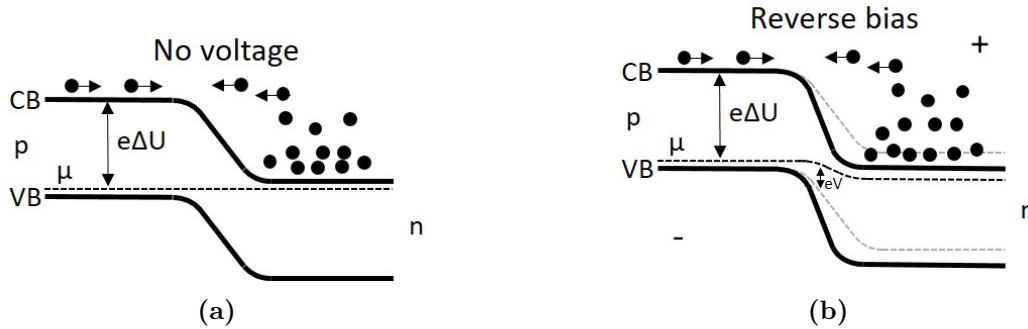 No voltage
CB
p
eΔU
μ
VB
n
(a)
Reverse bias
+
CB
p
eΔU
μ
VB
eV
n
-
(b)